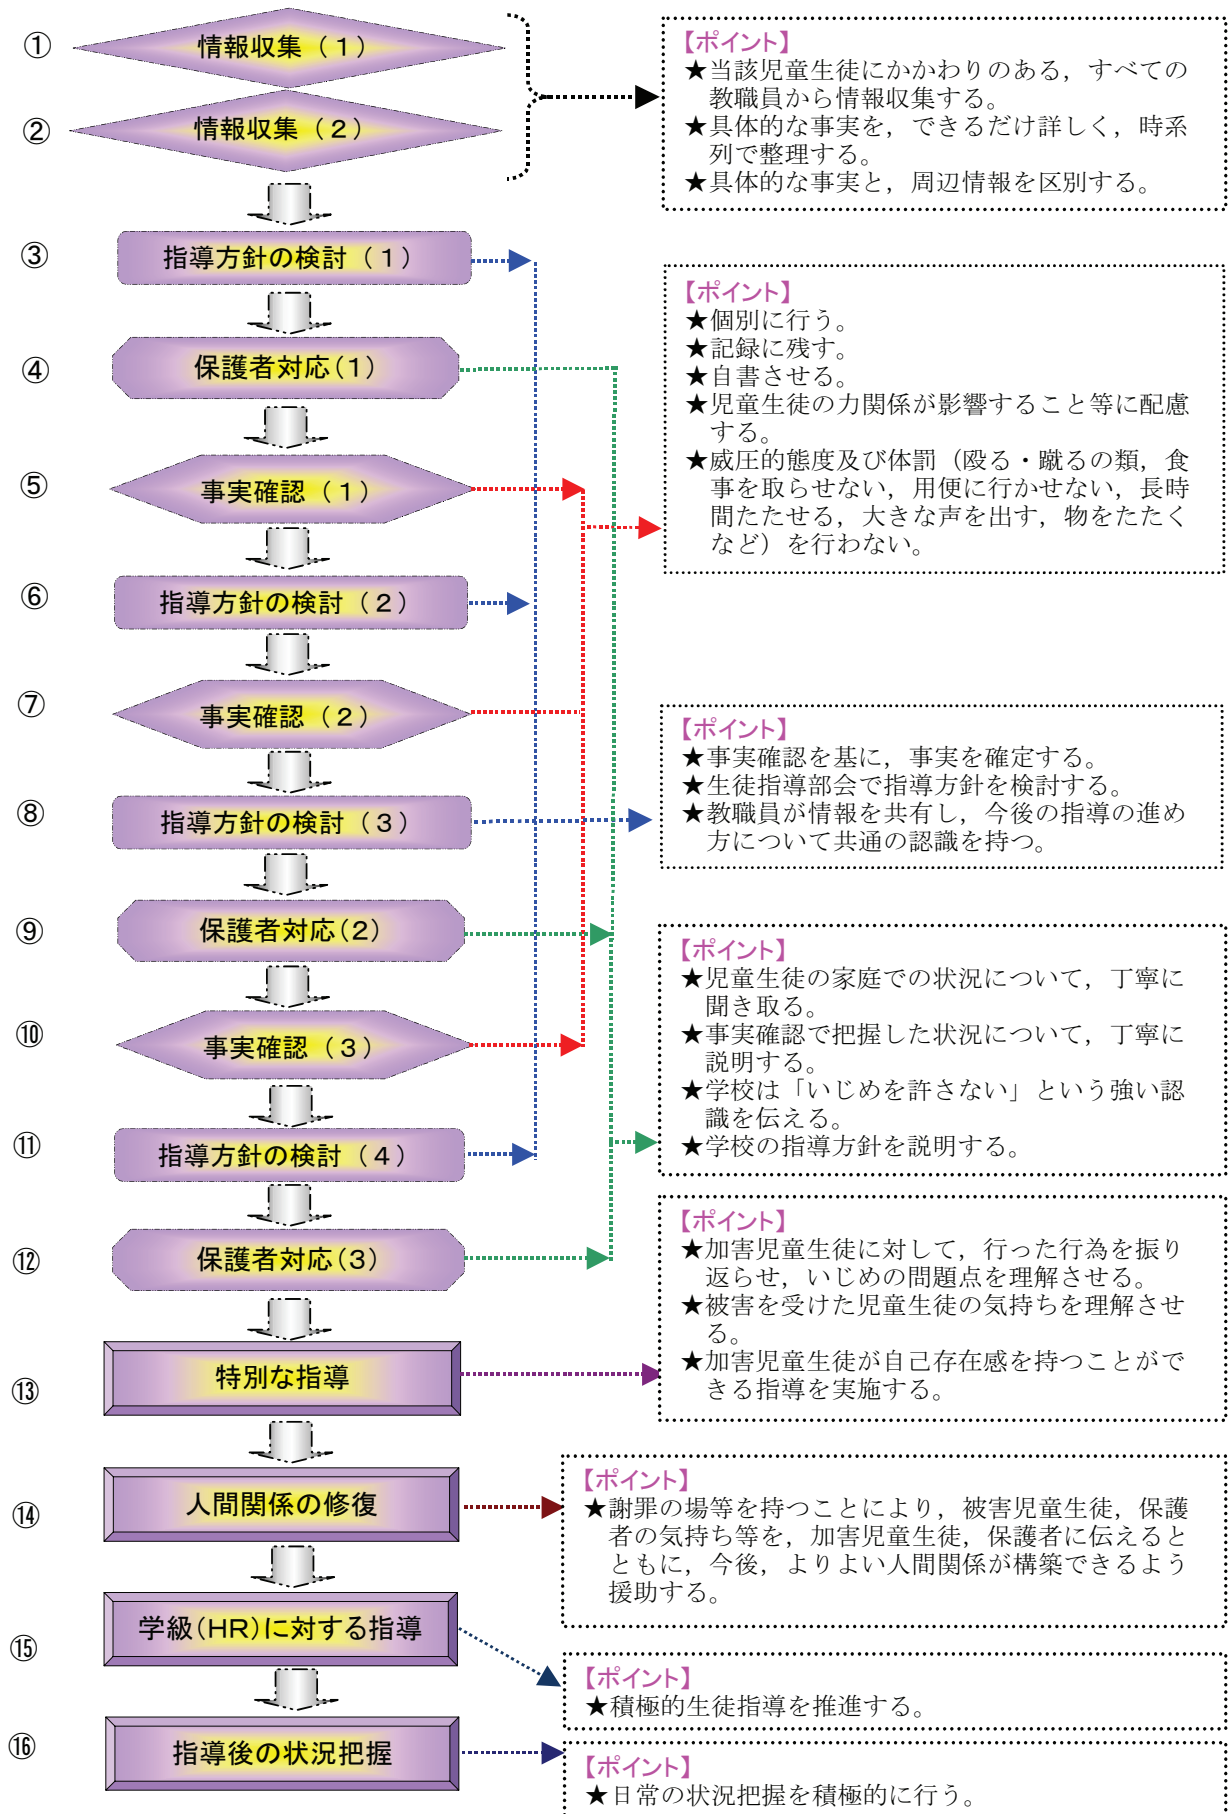 ①
情報収集（１）
②
情報収集（２）
【ポイント】
★当該児童生徒にかかわりのある，すべての
教職員から情報収集する。
★具体的な事実を，できるだけ詳しく，時系
列で整理する。
★具体的な事実と，周辺情報を区別する。
③
指導方針の検討（１）
④
保護者対応(１)
⑤
事実確認（１）
【ポイント】
★個別に行う。
★記録に残す。
★自書させる。
★児童生徒の力関係が影響すること等に配慮
する。
★威圧的態度及び体罰（殴る・蹴るの類，食
事を取らせない，用便に行かせない，長時
間たたせる，大きな声を出す，物をたたく
など）を行わない。
⑥
指導方針の検討（２）
⑦
事実確認（２）
⑧
指導方針の検討（３）
【ポイント】
★事実確認を基に，事実を確定する。
★生徒指導部会で指導方針を検討する。
★教職員が情報を共有し，今後の指導の進め
方について共通の認識を持つ。
⑨
保護者対応(２)
⑩
事実確認（３）
⑪
指導方針の検討（４）
【ポイント】
★児童生徒の家庭での状況について，丁寧に
聞き取る。
★事実確認で把握した状況について，丁寧に
説明する。
★学校は「いじめを許さない」という強い認
識を伝える。
★学校の指導方針を説明する。
⑫
保護者対応(３)
⑬
特別な指導
【ポイント】
★加害児童生徒に対して，行った行為を振り
返らせ，いじめの問題点を理解させる。
★被害を受けた児童生徒の気持ちを理解させ
る。
★加害児童生徒が自己存在感を持つことがで
きる指導を実施する。
⑭
人間関係の修復
【ポイント】
★謝罪の場等を持つことにより，被害児童生徒，保護
者の気持ち等を，加害児童生徒，保護者に伝えると
ともに，今後，よりよい人間関係が構築できるよう
援助する。
⑮
学級(ＨＲ)に対する指導
【ポイント】
★積極的生徒指導を推進する。
⑯
指導後の状況把握
【ポイント】
★日常の状況把握を積極的に行う。